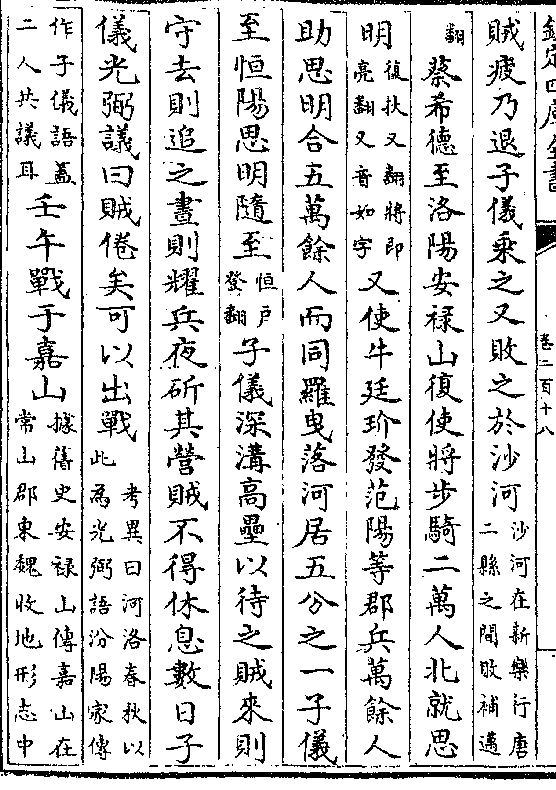 欽定四庫全書
卷二百十八
賊疲乃退子儀乘之又敗之於沙河沙河在新樂行唐二縣之間敗補邁
翻蔡希德至洛陽安禄山復使將步騎二萬人北就思
明復扶又翻將即亮翻又音如字又使牛廷玠發范陽等郡兵萬餘人
助思明合五萬餘人而同羅曳落河居五分之一子儀
至恒陽思明隨至恒户登翻子儀深溝高壘以待之賊來則
守去則追之晝則耀兵夜斫其營賊不得休息數日子
儀光弼議曰賊倦矣可以出戰考異曰河洛春秋以此為光弼語汾陽家傳
作子儀語蓋二人共議耳壬午戰于嘉山據舊史安禄山傳嘉山在常山郡東魏收地形志中